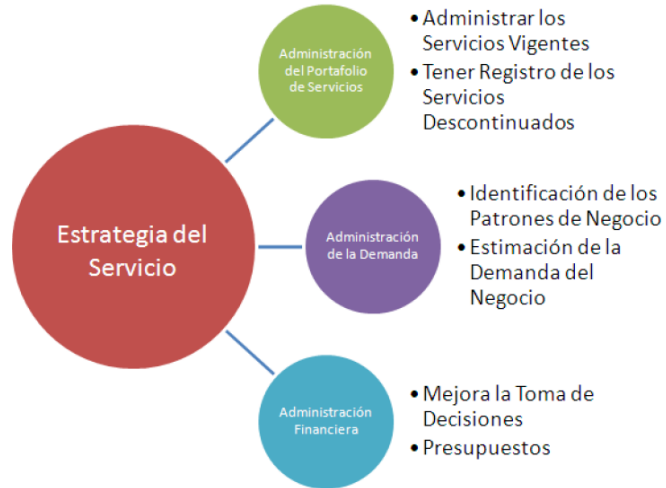 Estrategia del
Servicio
Administración
del Portafolio
de Servicios
• Administrar los
Servicios Vigentes
• Tener Registro de los
Servicios
Descontinuados
Administración
de la Demanda
• Identificación de los
Patrones de Negocio
• Estimación de la
Demanda del
Negocio
Administración
Financiera
• Mejora la Toma de
Decisiones
• Presupuestos